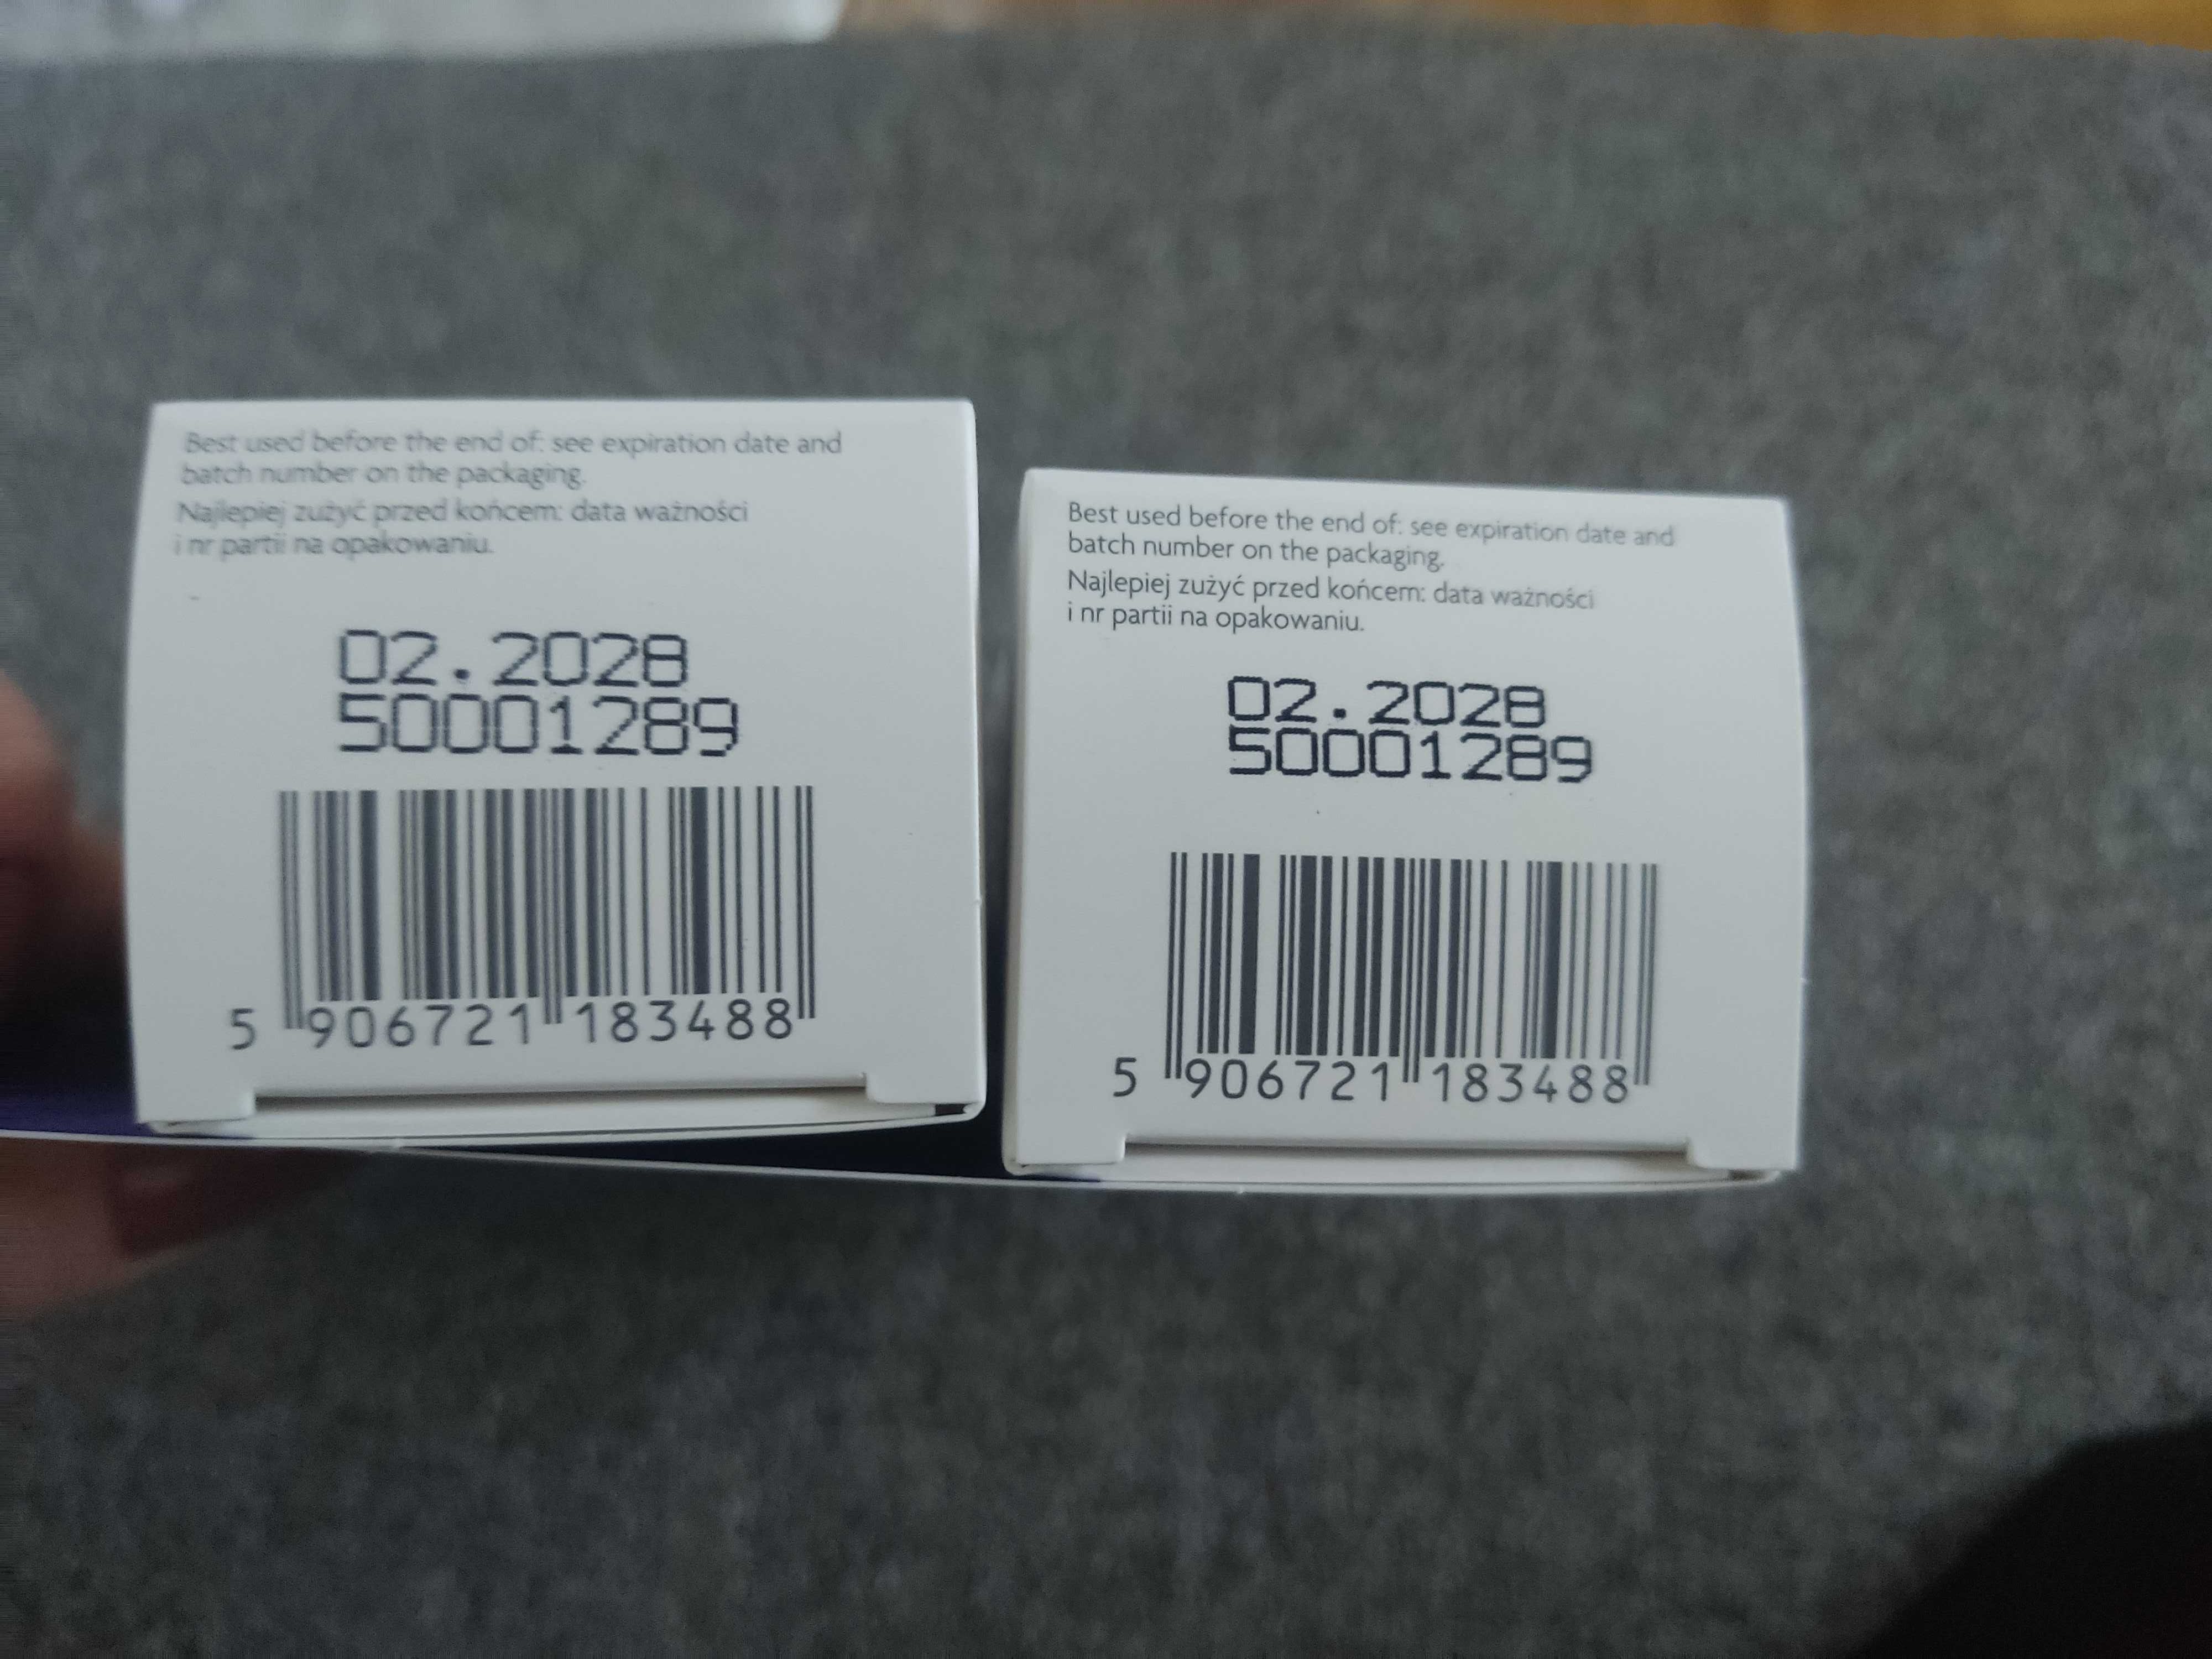 Best used before the end of: see expiration date and
batch number on the packaging.
Najlepiej zużyć przed końcem: data ważności
i nr partii na opakowaniu.
02.2028
50001289
5 906721 183488
Best used before the end of: see expiration date and
batch number on the packaging.
Najlepiej zużyć przed końcem: data ważności
i nr partii na opakowaniu.
02.2028
50001289
5 906721 183488